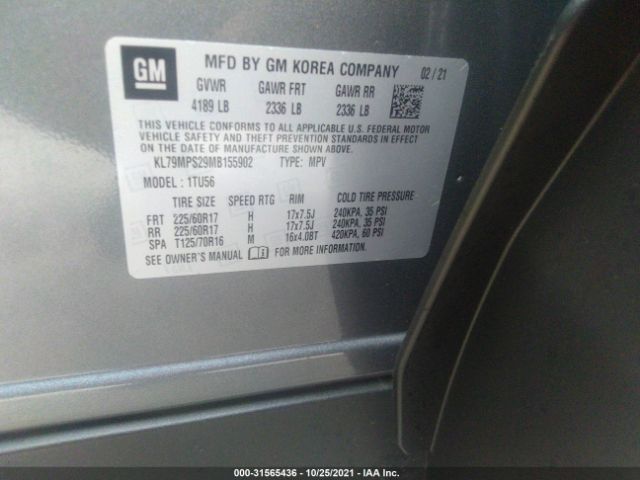 GM
MFD BY GM KOREA COMPANY 02/21
GVWR GAWR FRT GAWR RR
4189 LB 2336 LB 2336 LB
THIS VEHICLE CONFORMS TO ALL APPLICABLE U.S. FEDERAL MOTOR
VEHICLE SAFETY AND THEFT PREVENTION STANDARDS IN EFFECT
ON THE DATE OF MANUFACTURE SHOWN ABOVE.
KL79MPS29MB155902 TYPE: MPV
MODEL: 1TU56
TIRE SIZE SPEED RTG RIM COLD TIRE PRESSURE
FRT 225/60R17 H 17x7.5J 240KPA, 35 PSI
RR 225/60R17 H 17x7.5J 240KPA, 35 PSI
SPA T125/70R16 M 16x4.0BT 420KPA, 60 PSI
SEE OWNER'S MANUAL FOR MORE INFORMATION.
000-31565436 - 10/25/2021 - IAA Inc.